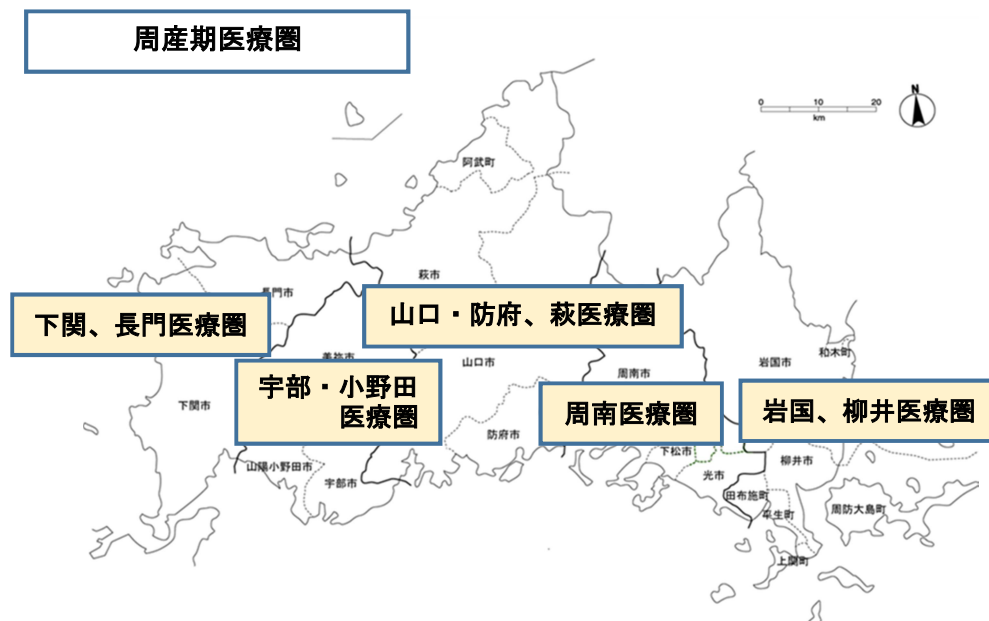 周産期医療圏
0 10 20
km
N
阿武町
萩市
長門市
下関、長門医療圏
山口・防府、萩医療圏
美祢市
山口市
周南市
岩国市
和木町
宇部・小野田
医療圏
周南医療圏
岩国、柳井医療圏
下関市
防府市
下松市
柳井市
山陽小野田市
宇部市
光市
田布施町
平生町
周防大島町
上関町